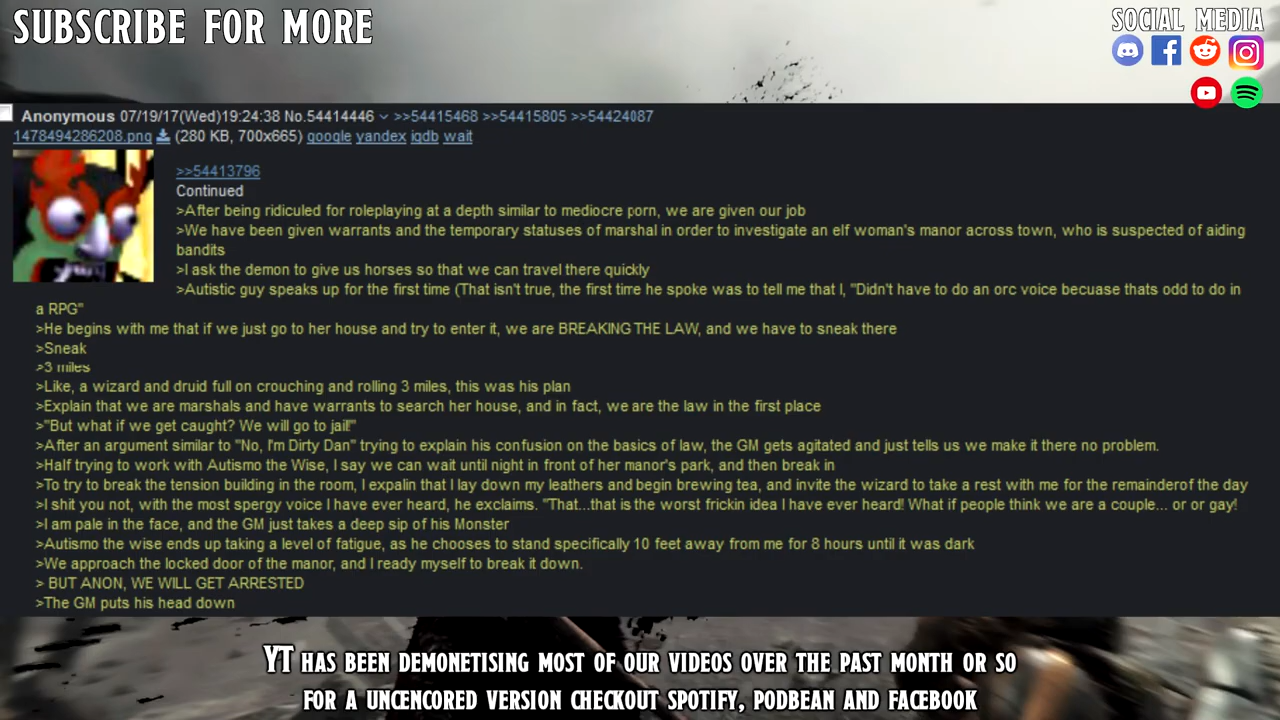 SUBSCRIBE FOR MORE
SOCIAL MEDIA
Anonymous 07/19/17(Wed)19:24:38 No.54414446 >>54415468 >>54415805 >>54424087
1478494286208.png (280 KB, 700x665) google yandex iqdb wait
>>54413796
Continued
>After being ridiculed for roleplaying at a depth similar to mediocre porn, we are given our job
>We have been given warrants and the temporary statuses of marshal in order to investigate an elf woman's manor across town, who is suspected of aiding
bandits
>I ask the demon to give us horses so that we can travel there quickly
>Autistic guy speaks up for the first time (That isn't true, the first time he spoke was to tell me that I, "Didn't have to do an orc voice becuase thats odd to do in
a RPG"
>He begins with me that if we just go to her house and try to enter it, we are BREAKING THE LAW, and we have to sneak there
>Sneak
>3 miles
>Like, a wizard and druid full on crouching and rolling 3 miles, this was his plan
>Explain that we are marshals and have warrants to search her house, and in fact, we are the law in the first place
>"But what if we get caught? We will go to jail!"
>After an argument similar to "No, I'm Dirty Dan" trying to explain his confusion on the basics of law, the GM gets agitated and just tells us we make it there no problem.
>Half trying to work with Autismo the Wise, I say we can wait until night in front of her manor's park, and then break in
>To try to break the tension building in the room, I expalin that I lay down my leathers and begin brewing tea, and invite the wizard to take a rest with me for the remainderof the day
>I shit you not, with the most spergy voice I have ever heard, he exclaims. "That...that is the worst frickin idea I have ever heard! What if people think we are a couple... or or gay!
>I am pale in the face, and the GM just takes a deep sip of his Monster
>Autismo the wise ends up taking a level of fatigue, as he chooses to stand specifically 10 feet away from me for 8 hours until it was dark
>We approach the locked door of the manor, and I ready myself to break it down.
> BUT ANON, WE WILL GET ARRESTED
>The GM puts his head down
YT HAS BEEN DEMONETISING MOST OF OUR VIDEOS OVER THE PAST MONTH OR SO
FOR A UNCENCORED VERSION CHECKOUT SPOTIFY, PODBEAN AND FACEBOOK